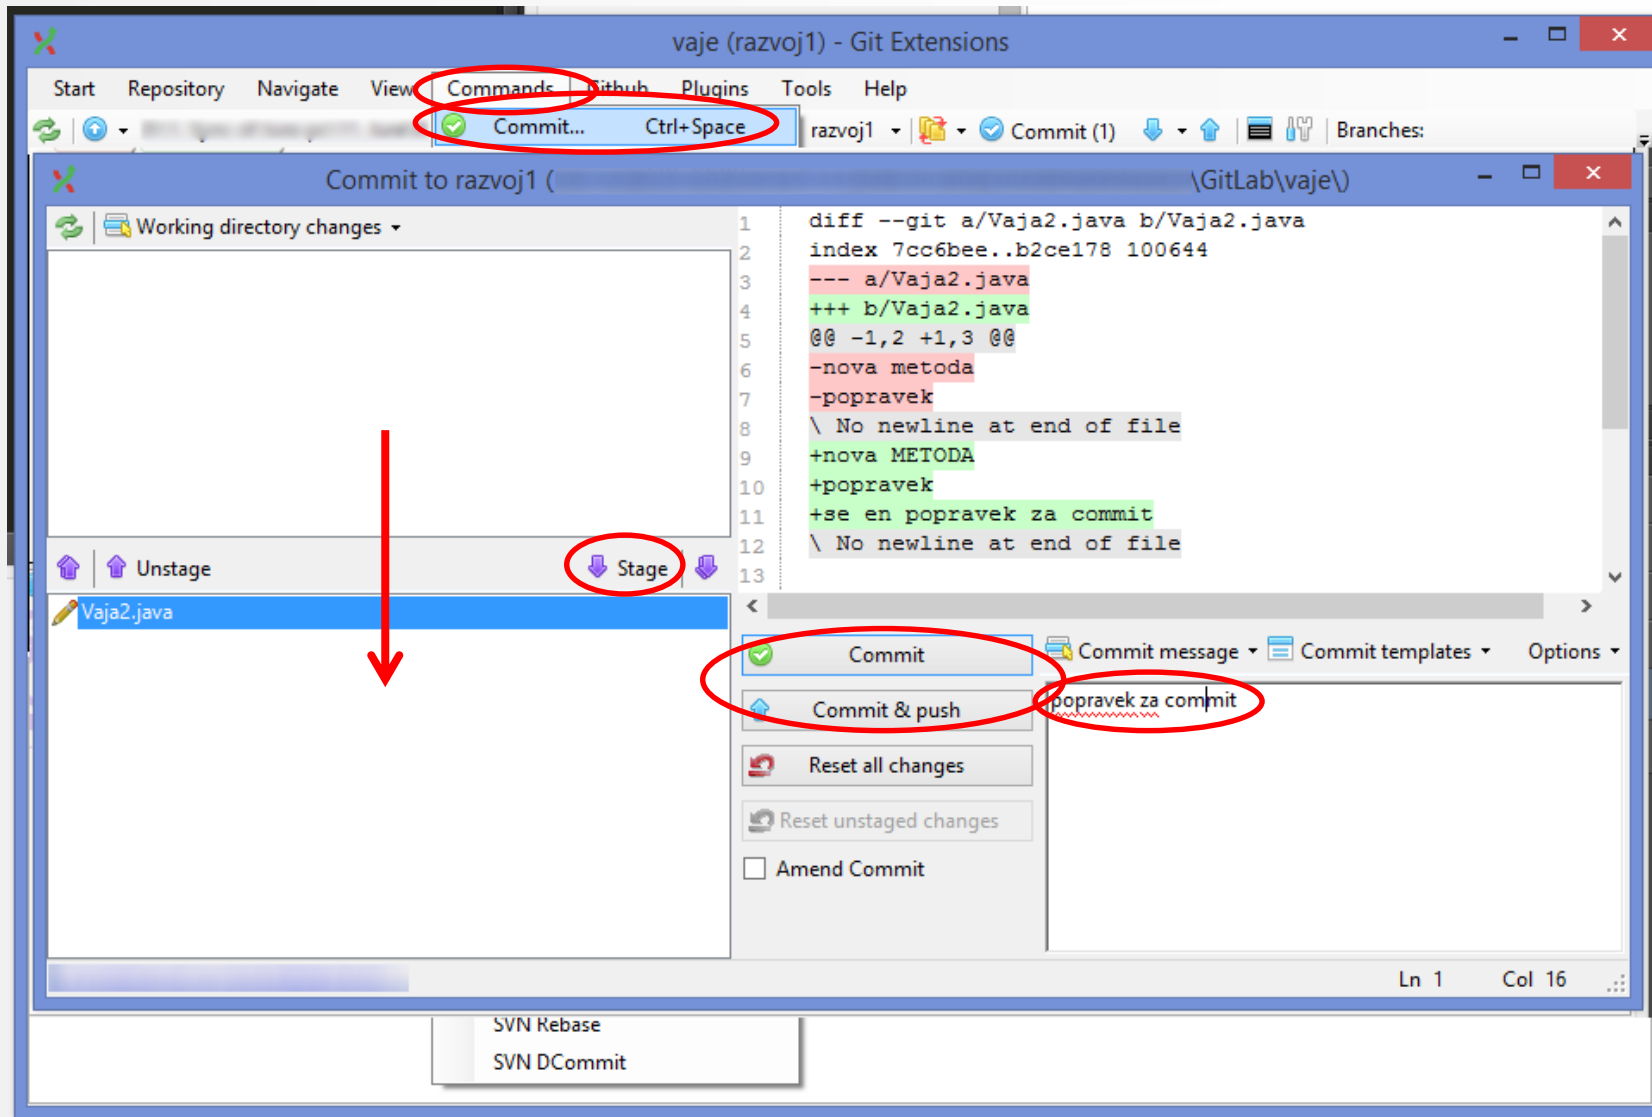 vaje (razvoj1) - Git Extensions
Start Repository Navigate View Commands Github Plugins Tools Help
Commit... Ctrl+Space
razvoj1 Commit (1) Branches:
Commit to razvoj1 ( \GitLab\vaje\)
Working directory changes
1 diff --git a/Vaja2.java b/Vaja2.java
2 index 7cc6bee..b2ce178 100644
3 --- a/Vaja2.java
4 +++ b/Vaja2.java
5 @@ -1,2 +1,3 @@
6 -nova metoda
7 -popravek
8 \ No newline at end of file
9 +nova METODA
10 +popravek
11 +se en popravek za commit
12 \ No newline at end of file
13
Unstage Stage
Vaja2.java
Commit
Commit & push
Reset all changes
Reset unstaged changes
Amend Commit
Commit message Commit templates Options
popravek za commit
Ln 1 Col 16
SVN Rebase
SVN DCommit